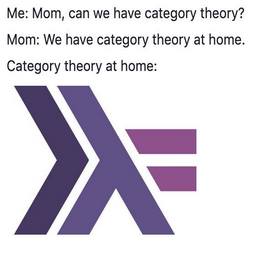 Me: Mom, can we have category theory?
Mom: We have category theory at home.
Category theory at home: